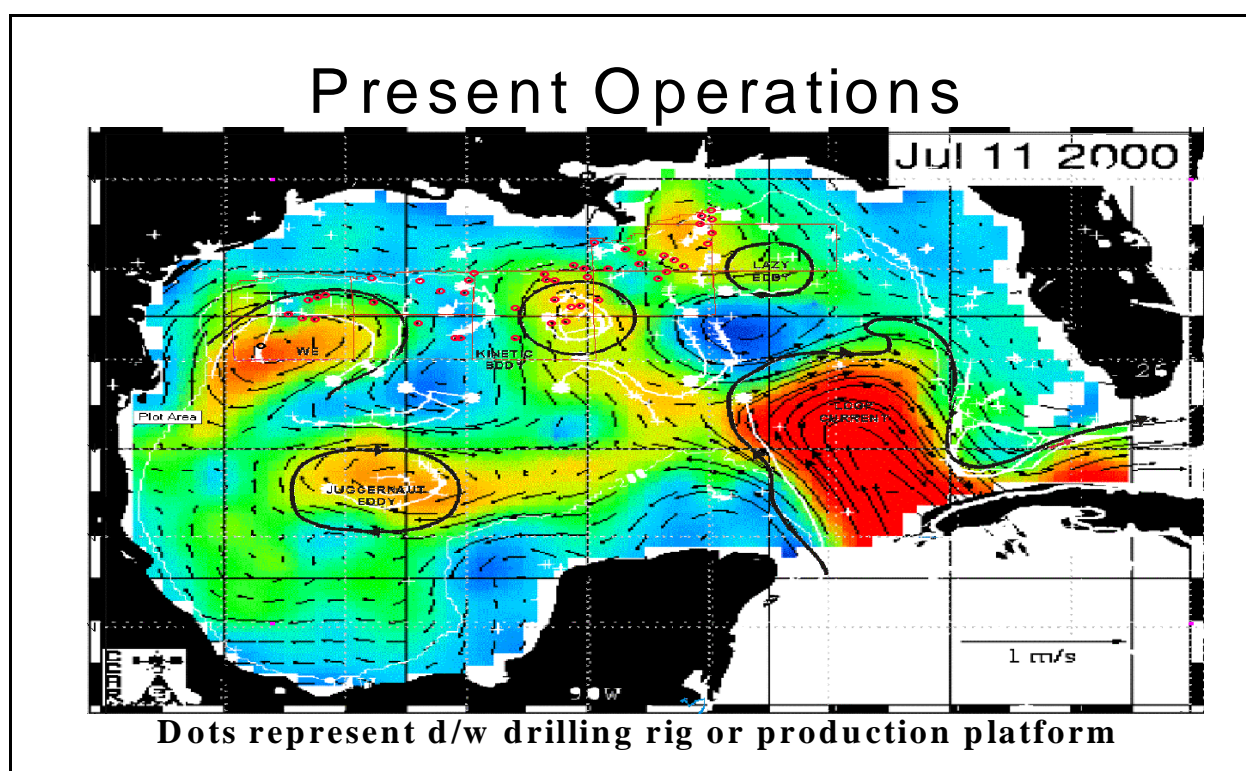 Present Operations
Jul 11 2000
LAZY
EDDY
WE
KINETIC
EDDY
Plot Area
LOOP
CURRENT
JUGGERNAUT
EDDY
1 m/s
CCAR
Dots represent d/w drilling rig or production platform